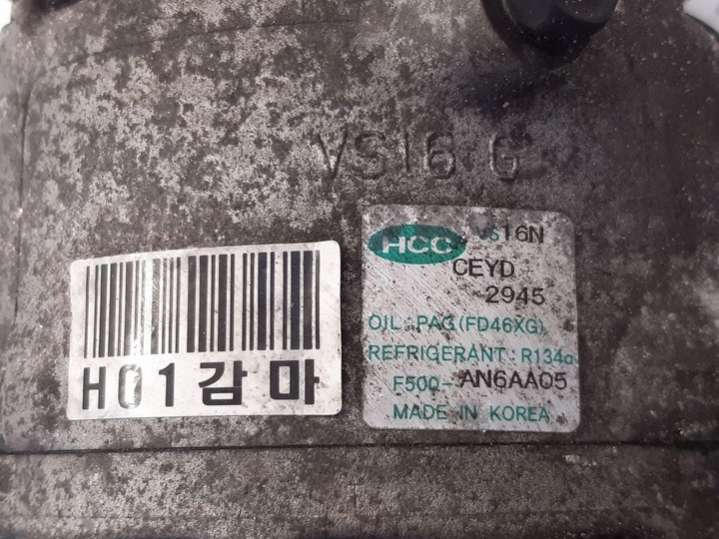 VS16 G
H01감마
HCC VS16N
CEYD
2945
OIL : PAG(FD46XG)
REFRIGERANT : R134a
F500-AN6AA05
MADE IN KOREA